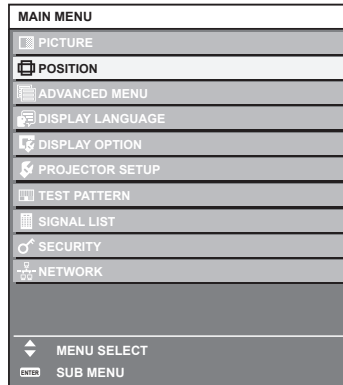 MAIN MENU
PICTURE
POSITION
ADVANCED MENU
DISPLAY LANGUAGE
DISPLAY OPTION
PROJECTOR SETUP
TEST PATTERN
SIGNAL LIST
SECURITY
NETWORK
MENU SELECT
ENTER SUB MENU